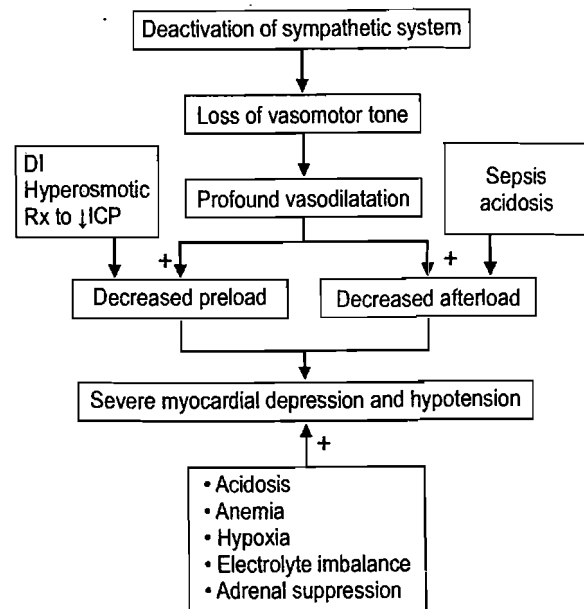 Deactivation of sympathetic system
Loss of vasomotor tone
DI
Hyperosmotic
Rx to ↓ICP
Profound vasodilatation
Sepsis
acidosis
+
+
Decreased preload
Decreased afterload
Severe myocardial depression and hypotension
+
• Acidosis
• Anemia
• Hypoxia
• Electrolyte imbalance
• Adrenal suppression